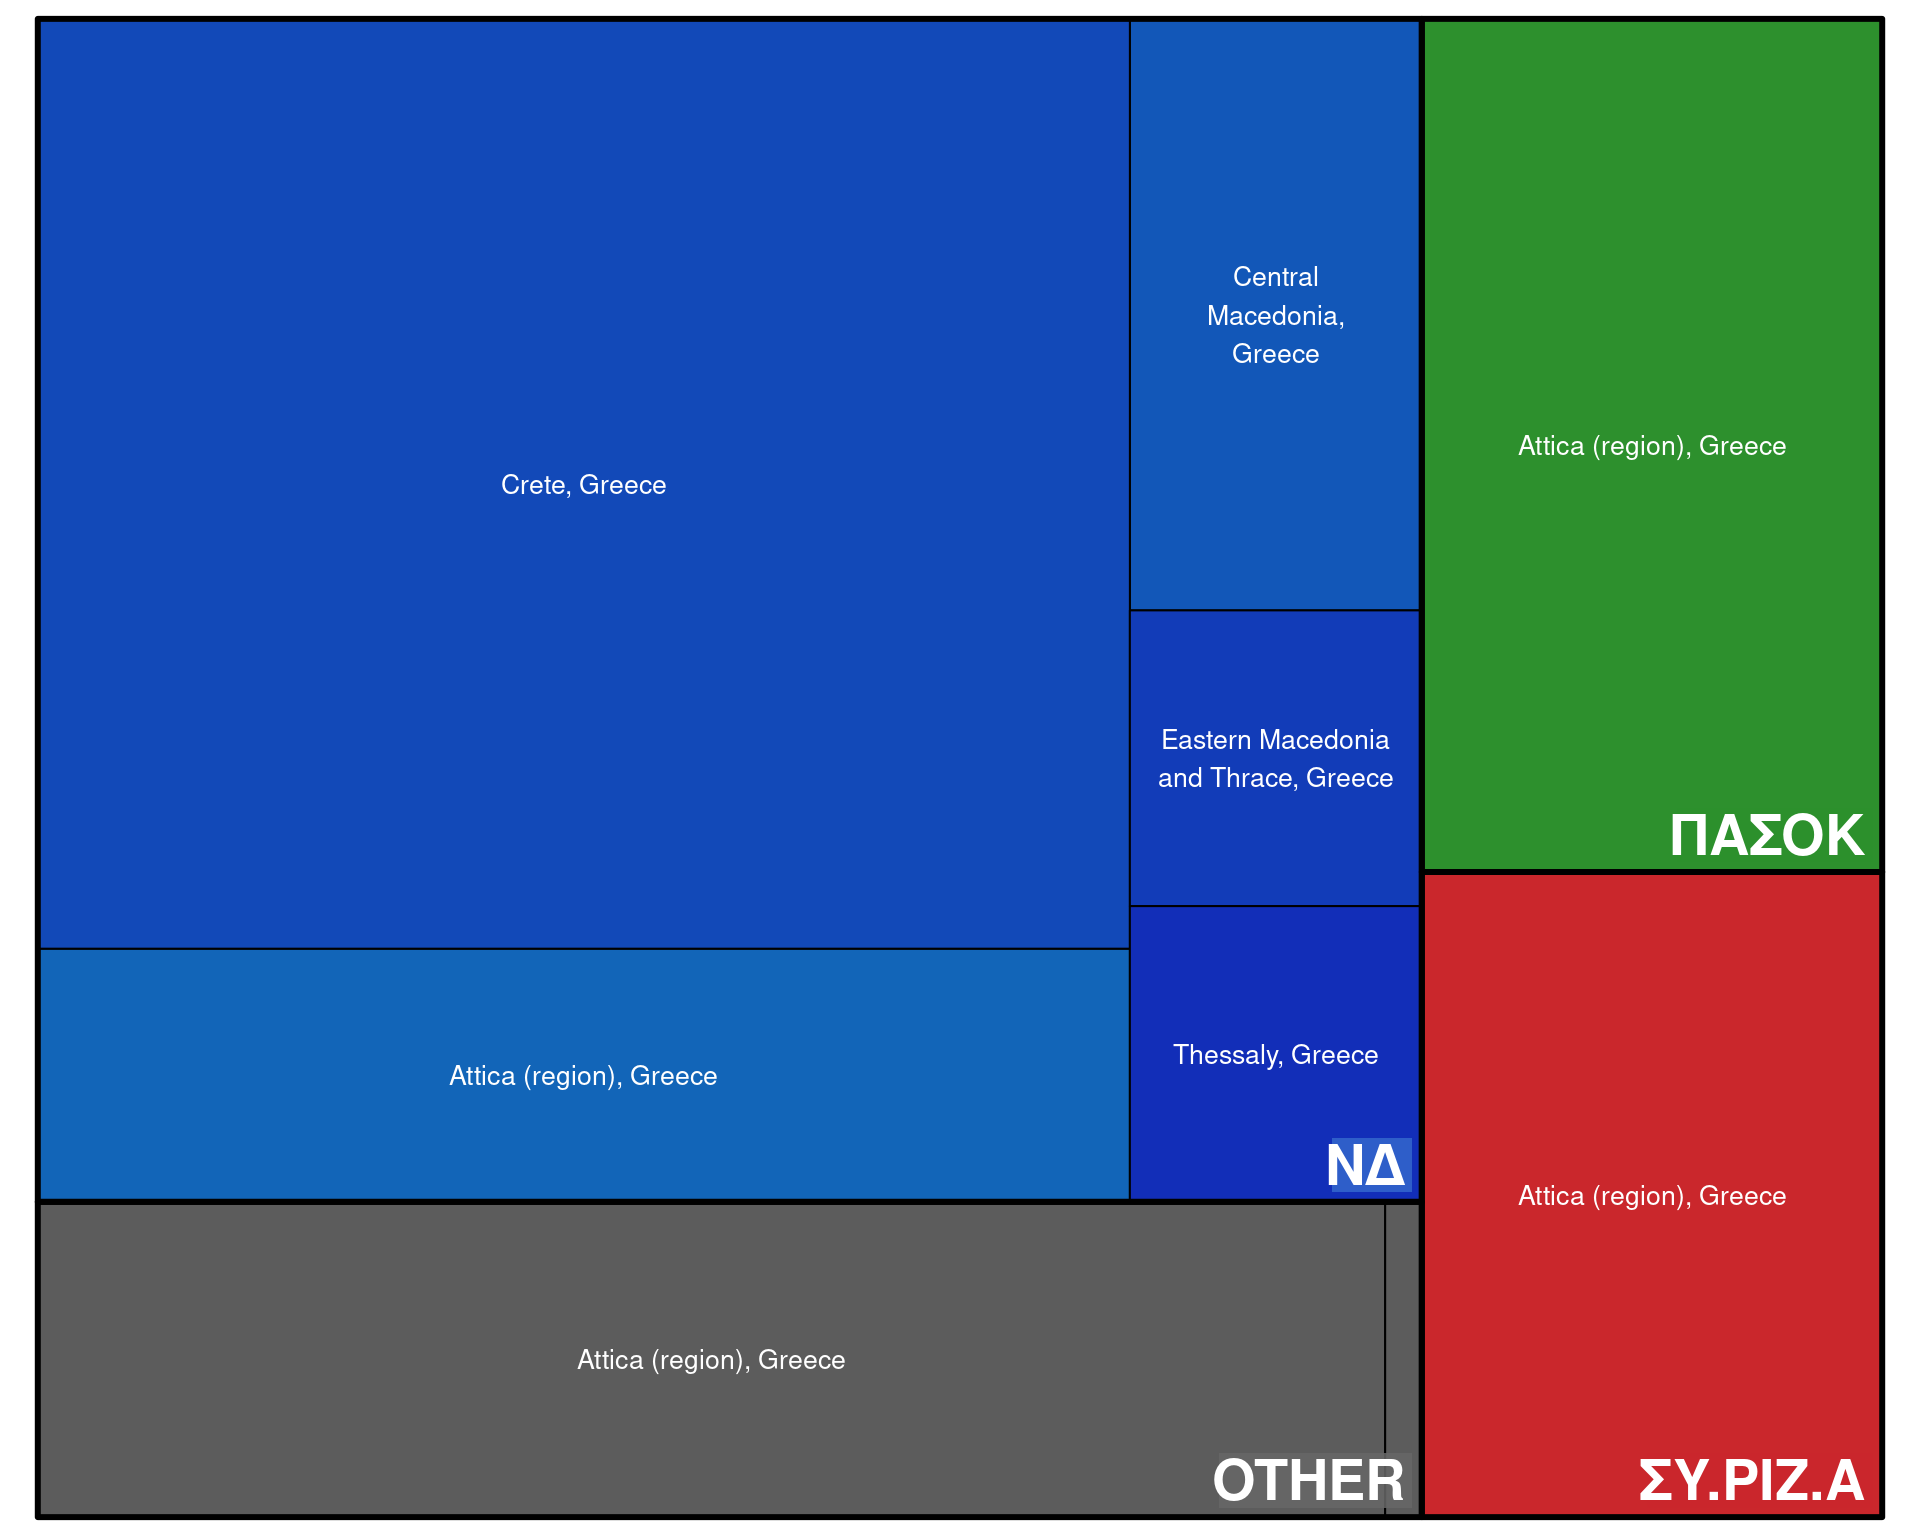 Crete, Greece
Attica (region), Greece
Central
Macedonia,
Greece
Eastern Macedonia
and Thrace, Greece
Thessaly, Greece
ΝΔ
Attica (region), Greece
ΠΑΣΟΚ
Attica (region), Greece
ΣΥ.ΡΙΖ.Α
Attica (region), Greece
OTHER